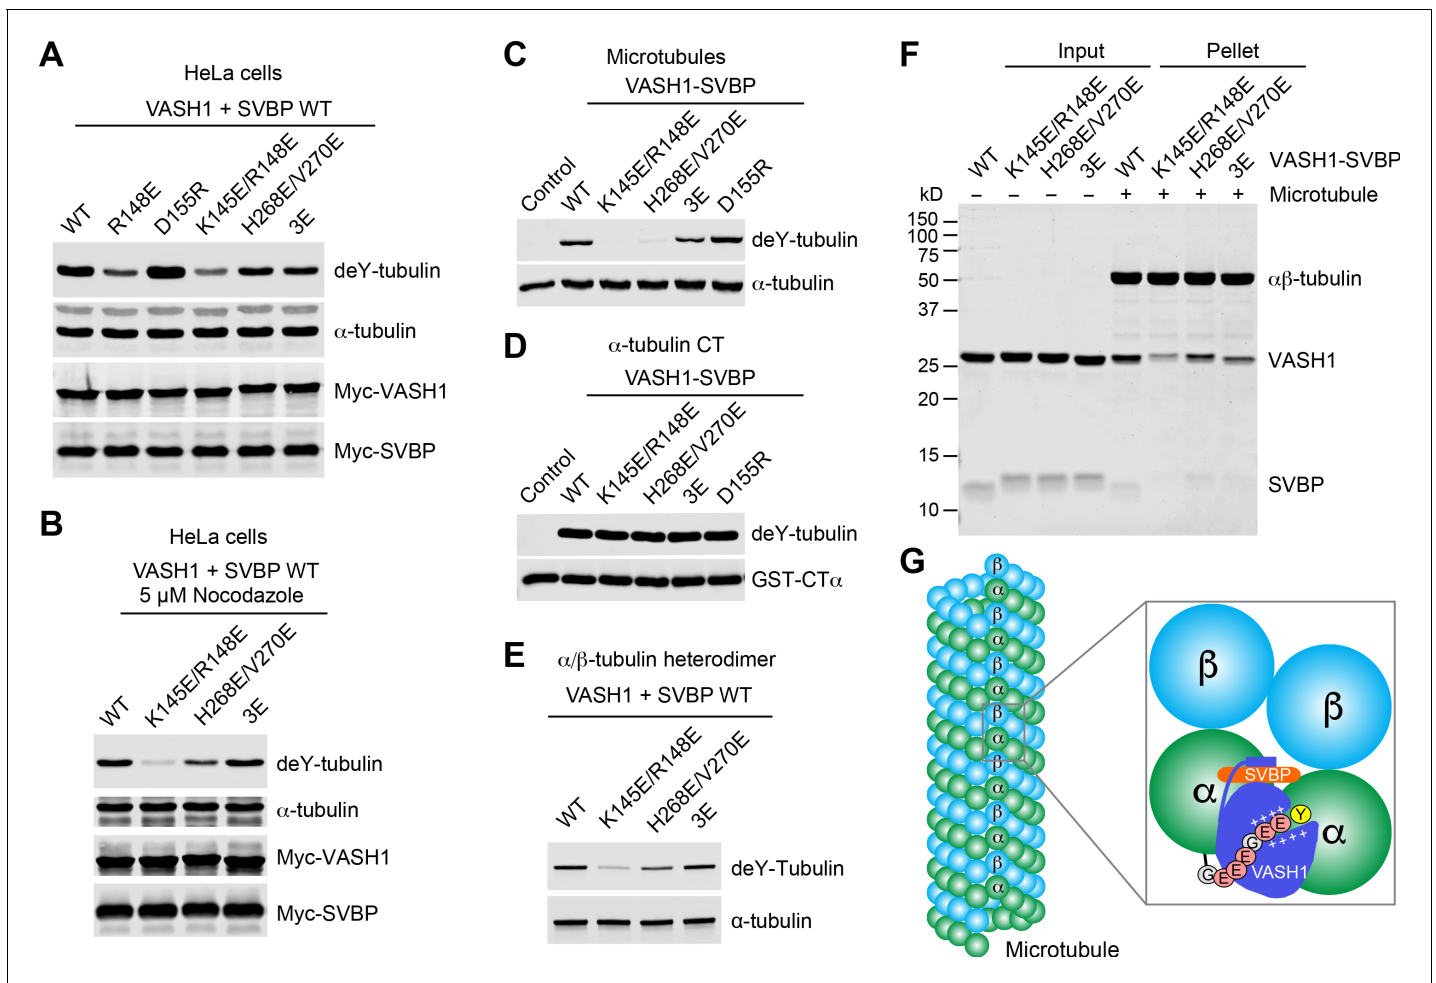 A
HeLa cells
VASH1 + SVBP WT
WT
R148E
D155R
K145E/R148E
H268E/V270E
3E
deY-tubulin
α-tubulin
Myc-VASH1
Myc-SVBP
B
HeLa cells
VASH1 + SVBP WT
5 µM Nocodazole
WT
K145E/R148E
H268E/V270E
3E
deY-tubulin
α-tubulin
Myc-VASH1
Myc-SVBP
C
Microtubules
VASH1-SVBP
Control
WT
K145E/R148E
H268E/V270E
3E
D155R
deY-tubulin
α-tubulin
D
α-tubulin CT
VASH1-SVBP
Control
WT
K145E/R148E
H268E/V270E
3E
D155R
deY-tubulin
GST-CTα
E
α/β-tubulin heterodimer
VASH1 + SVBP WT
WT
K145E/R148E
H268E/V270E
3E
deY-Tubulin
α-tubulin
F
Input Pellet
WT
K145E/R148E
H268E/V270E
3E
WT
K145E/R148E
H268E/V270E
3E
VASH1-SVBP
kD − − − − + + + + Microtubule
150
100
75
50
37
25
20
15
10
αβ-tubulin
VASH1
SVBP
G
β
α
β
α
β
α
β
α
β
α
β
α
β
α
Microtubule
β
β
α
SVBP
α
VASH1
G E E E G E E Y
++++
++++